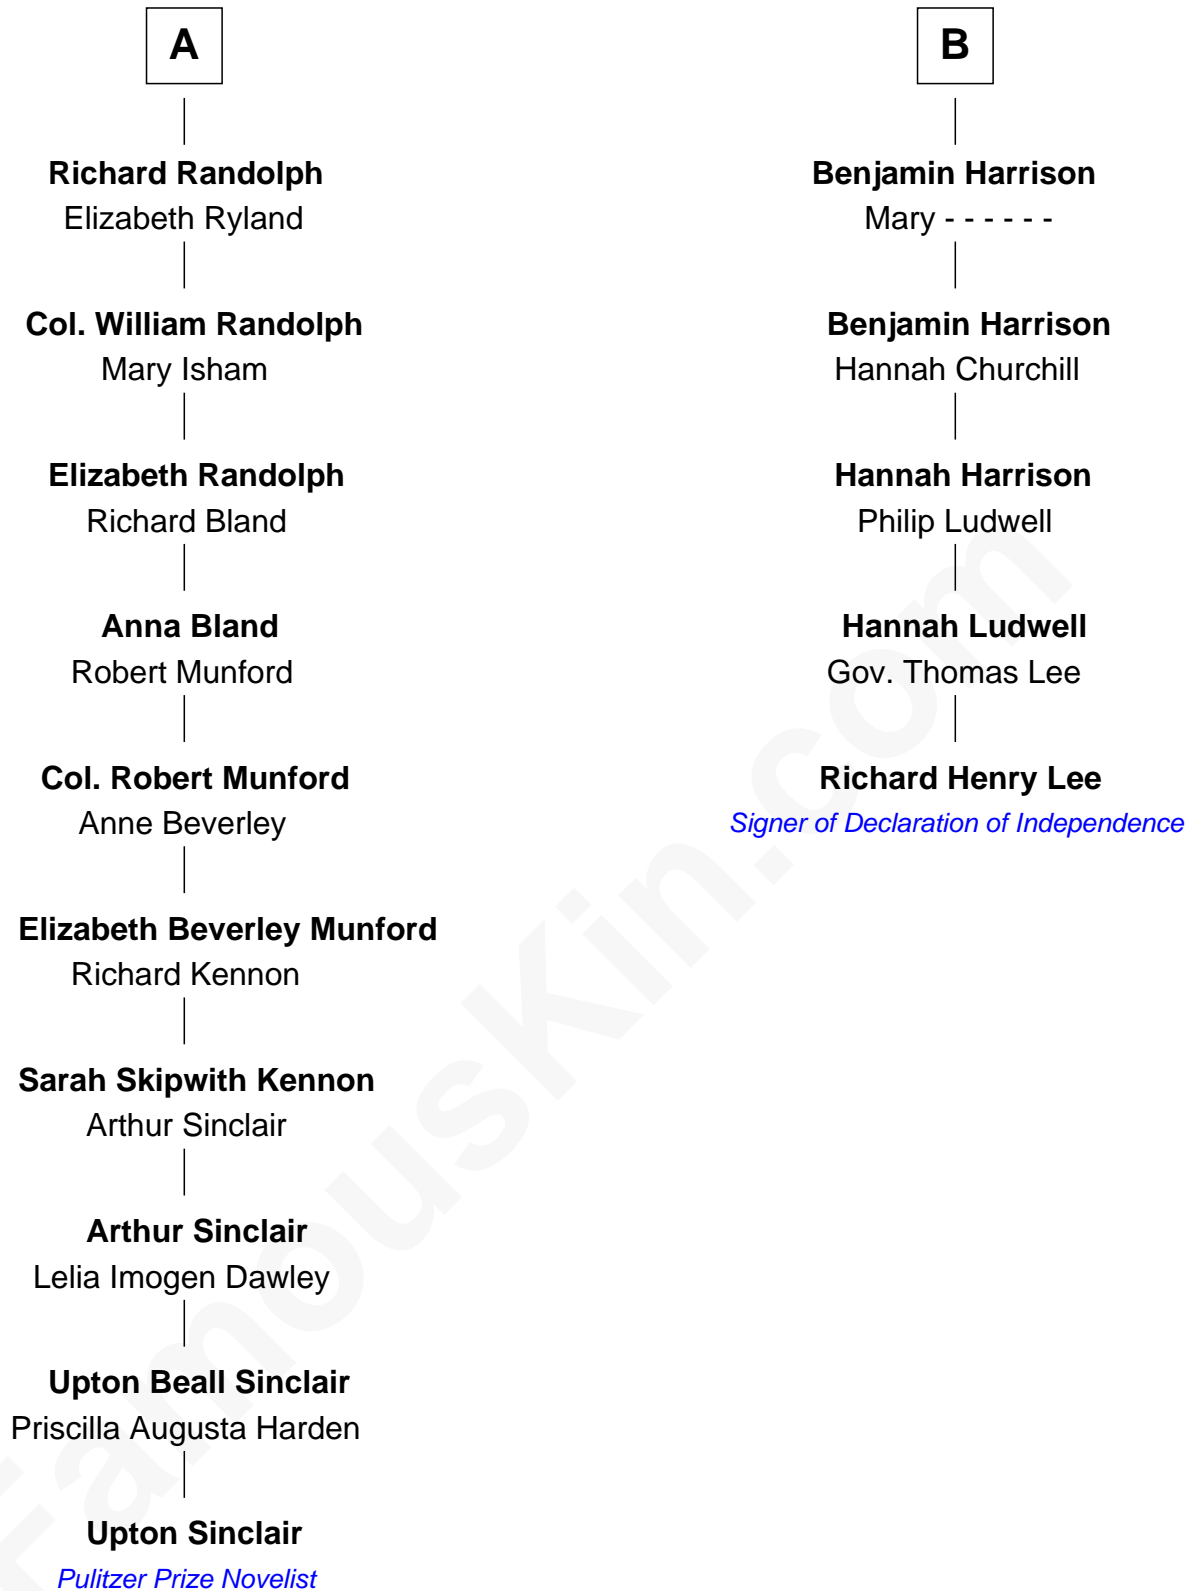 A
Richard Randolph
Elizabeth Ryland
Col. William Randolph
Mary Isham
Elizabeth Randolph
Richard Bland
Anna Bland
Robert Munford
Col. Robert Munford
Anne Beverley
Elizabeth Beverley Munford
Richard Kennon
Sarah Skipwith Kennon
Arthur Sinclair
Arthur Sinclair
Lelia Imogen Dawley
Upton Beall Sinclair
Priscilla Augusta Harden
Upton Sinclair
Pulitzer Prize Novelist
B
Benjamin Harrison
Mary - - - - - -
Benjamin Harrison
Hannah Churchill
Hannah Harrison
Philip Ludwell
Hannah Ludwell
Gov. Thomas Lee
Richard Henry Lee
Signer of Declaration of Independence
FamousKin.com